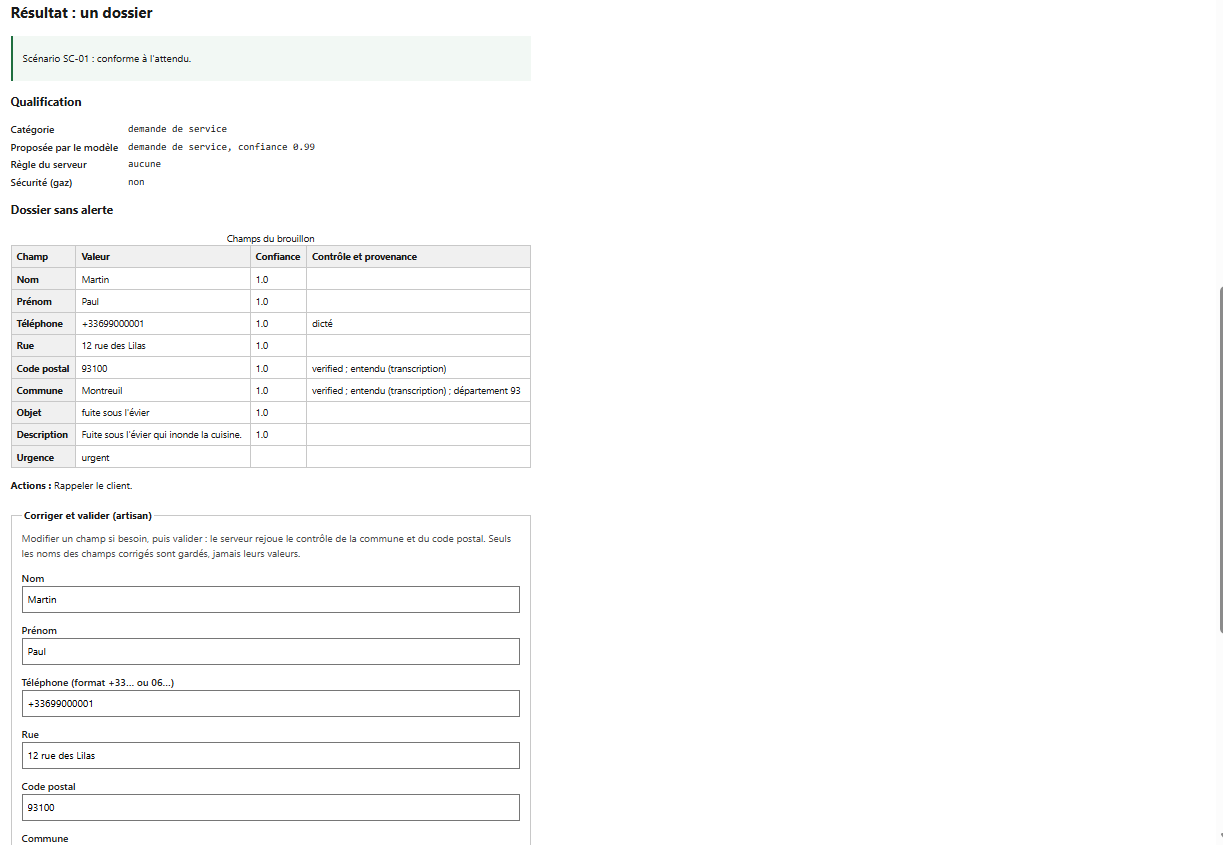 Résultat : un dossier
Scénario SC-01 : conforme à l'attendu.
Qualification
Catégorie demande de service
Proposée par le modèle demande de service, confiance 0.99
Règle du serveur aucune
Sécurité (gaz) non
Dossier sans alerte
Champs du brouillon
Champ Valeur Confiance Contrôle et provenance
Nom Martin 1.0
Prénom Paul 1.0
Téléphone +33699000001 1.0 dicté
Rue 12 rue des Lilas 1.0
Code postal 93100 1.0 verified ; entendu (transcription)
Commune Montreuil 1.0 verified ; entendu (transcription) ; département 93
Objet fuite sous l'évier 1.0
Description Fuite sous l'évier qui inonde la cuisine. 1.0
Urgence urgent
Actions : Rappeler le client.
Corriger et valider (artisan)
Modifier un champ si besoin, puis valider : le serveur rejoue le contrôle de la commune et du code postal. Seuls
les noms des champs corrigés sont gardés, jamais leurs valeurs.
Nom
Martin
Prénom
Paul
Téléphone (format +33... ou 06...)
+33699000001
Rue
12 rue des Lilas
Code postal
93100
Commune